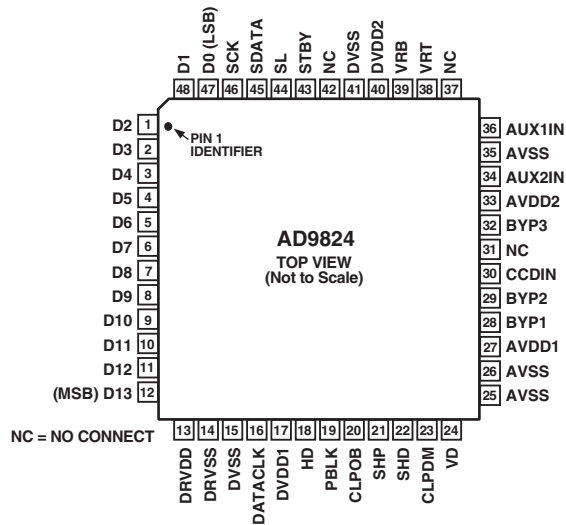 D1
D0 (LSB)
SCK
SDATA
SL
STBY
NC
DVSS
DVDD2
VRB
VRT
NC
48 47 46 45 44 43 42 41 40 39 38 37
D2 1
D3 2
D4 3
D5 4
D6 5
D7 6
D8 7
D9 8
D10 9
D11 10
D12 11
(MSB) D13 12
PIN 1
IDENTIFIER
AD9824
TOP VIEW
(Not to Scale)
36 AUX1IN
35 AVSS
34 AUX2IN
33 AVDD2
32 BYP3
31 NC
30 CCDIN
29 BYP2
28 BYP1
27 AVDD1
26 AVSS
25 AVSS
NC = NO CONNECT
13 14 15 16 17 18 19 20 21 22 23 24
DRVDD
DRVSS
DVSS
DATACLK
DVDD1
HD
PBLK
CLPOB
SHP
SHD
CLPDM
VD